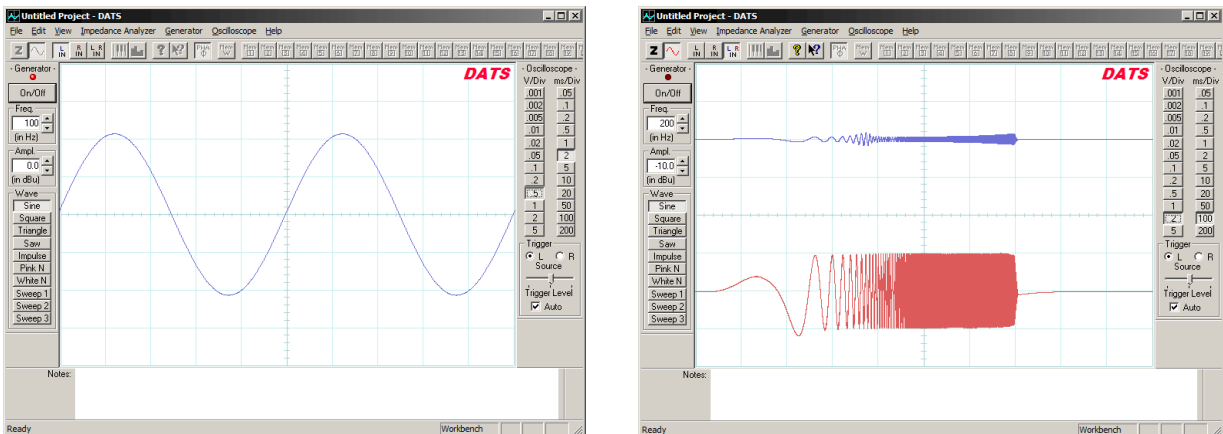 Untitled Project - DATS
File Edit View Impedance Analyzer Generator Oscilloscope Help
Z L IN R IN L R IN
DATS
- Generator -
On/Off
Freq.
100
(in Hz)
Ampl.
0.0
(in dBu)
Wave
Sine
Square
Triangle
Saw
Impulse
Pink N
White N
Sweep 1
Sweep 2
Sweep 3
- Oscilloscope -
V/Div ms/Div
.001 .05
.002 .1
.005 .2
.01 .5
.02 1
.05 2
.1 5
.2 10
.5 20
1 50
2 100
5 200
Trigger
L R
Source
Trigger Level
Auto
Notes:
Ready Workbench
Untitled Project - DATS
File Edit View Impedance Analyzer Generator Oscilloscope Help
Z L IN R IN L R IN
DATS
- Generator -
On/Off
Freq.
200
(in Hz)
Ampl.
-10.0
(in dBu)
Wave
Sine
Square
Triangle
Saw
Impulse
Pink N
White N
Sweep 1
Sweep 2
Sweep 3
- Oscilloscope -
V/Div ms/Div
.001 .05
.002 .1
.005 .2
.01 .5
.02 1
.05 2
.1 5
.2 10
.5 20
1 50
.2 100
5 200
Trigger
L R
Source
Trigger Level
Auto
Notes:
Ready Workbench